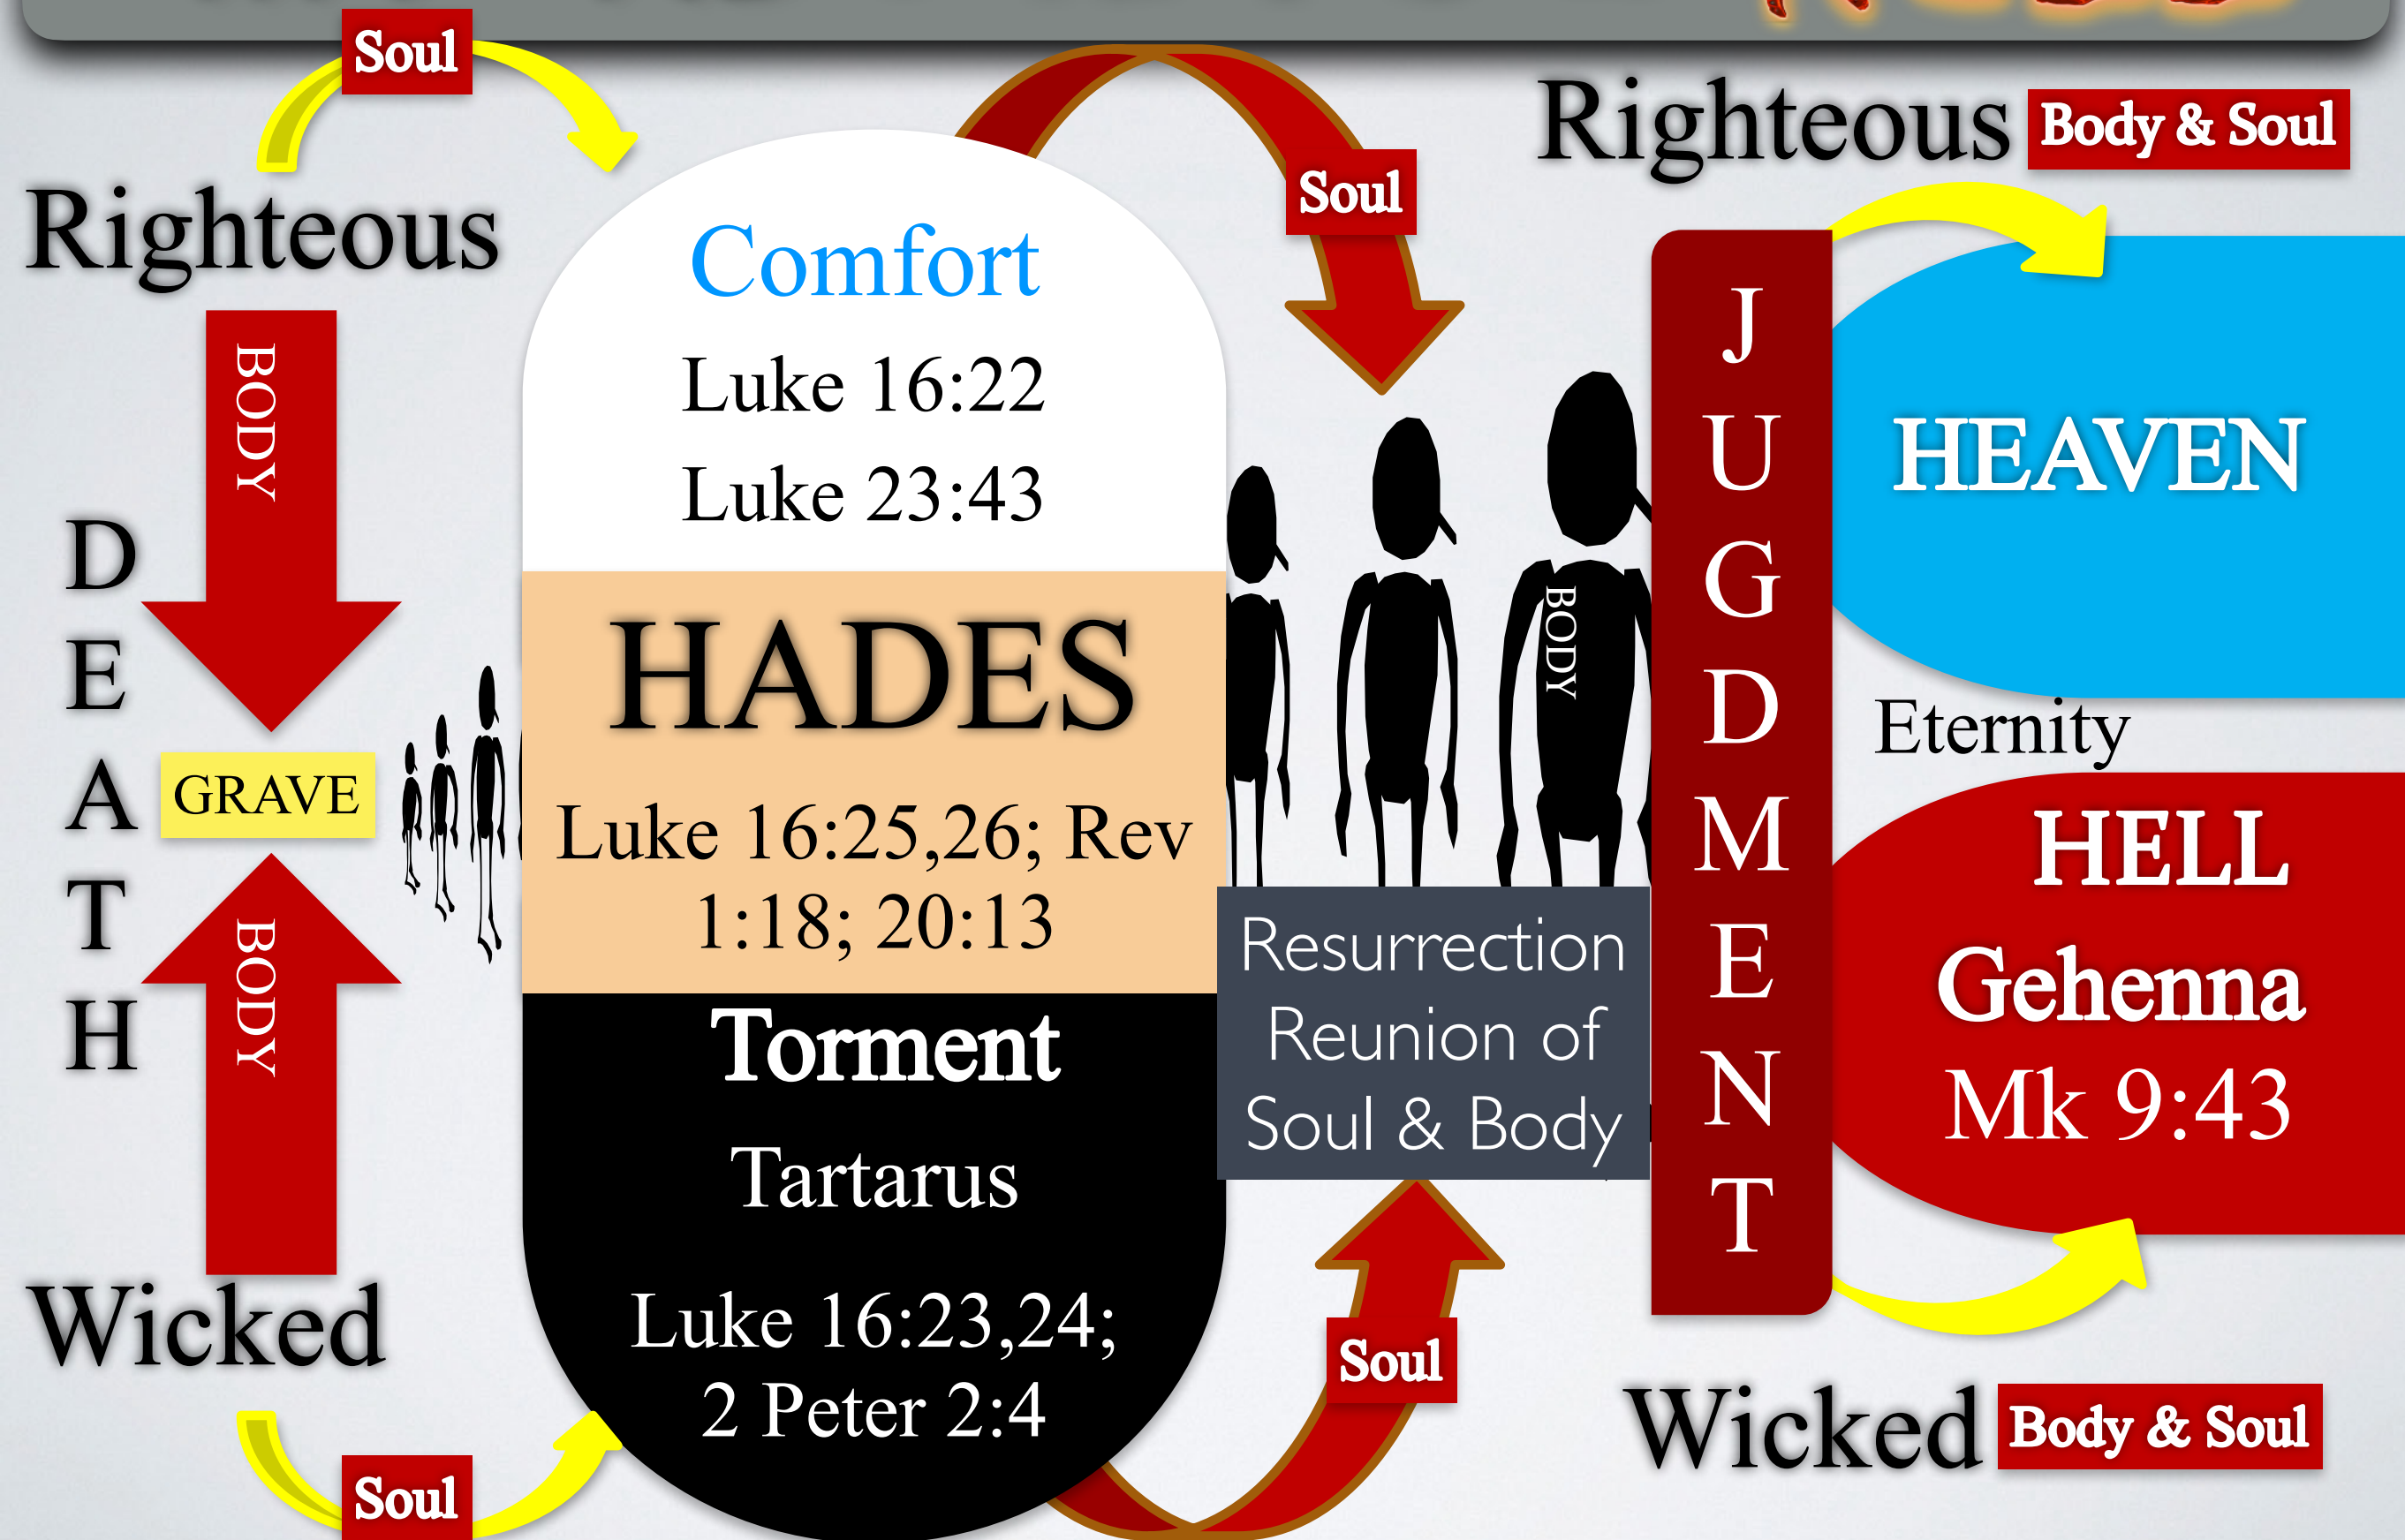 Soul
Righteous
BODY
DEATH
GRAVE
BODY
Wicked
Soul
Comfort
Luke 16:22
Luke 23:43
HADES
Luke 16:25,26; Rev
1:18; 20:13
Torment
Tartarus
Luke 16:23,24;
2 Peter 2:4
Soul
BODY
Resurrection
Reunion of
Soul & Body
Soul
JUGDMENT
Righteous Body & Soul
HEAVEN
Eternity
HELL
Gehenna
Mk 9:43
Wicked Body & Soul